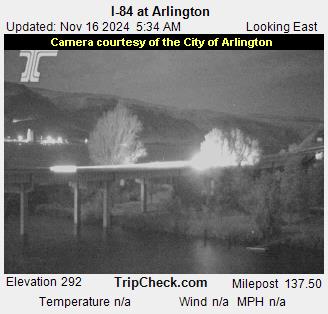 I-84 at Arlington
Updated: Nov 16 2024 5:34 AM Looking East
Camera courtesy of the City of Arlington
Elevation 292 TripCheck.com Milepost 137.50
Temperature n/a Wind n/a MPH n/a